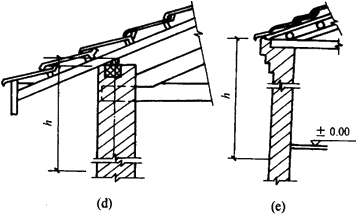 h
h
± 0.00
(d)
(e)